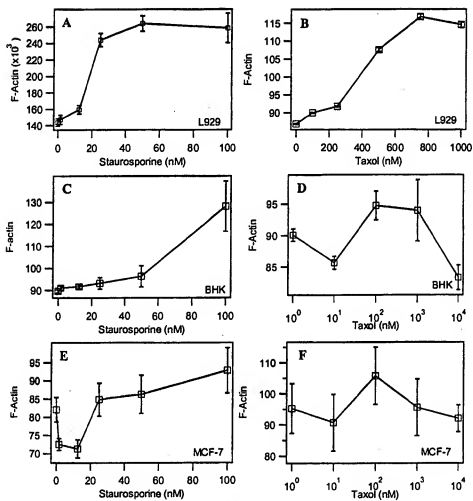 A
F-Actin (x10³)
260
240
220
200
180
160
140
0
20
40
60
80
100
L929
Staurosporine (nM)
B
F-Actin
115
110
105
100
95
90
0
200
400
600
800
1000
L929
Taxol (nM)
C
F-actin
130
120
110
100
90
0
20
40
60
80
100
BHK
Staurosporine (nM)
D
F-Actin
95
90
85
10⁰
10¹
10²
10³
10⁴
BHK
Taxol (nM)
E
F-Actin
95
90
85
80
75
70
0
20
40
60
80
100
MCF-7
Staurosporine (nM)
F
F-Actin
110
100
90
80
10⁰
10¹
10²
10³
10⁴
MCF-7
Taxol (nM)